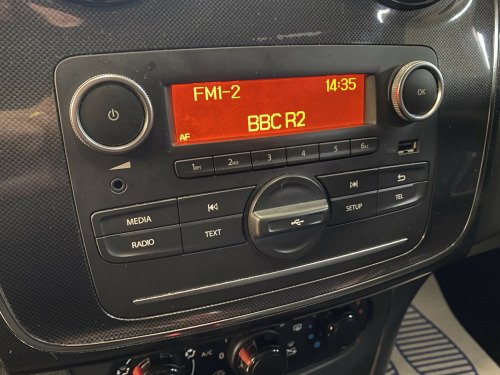 FM1-2 14:35
BBC R2
AF
OK
1 2 3 4 5 6
MEDIA
RADIO
TEXT
SETUP
TEL
A/C 0